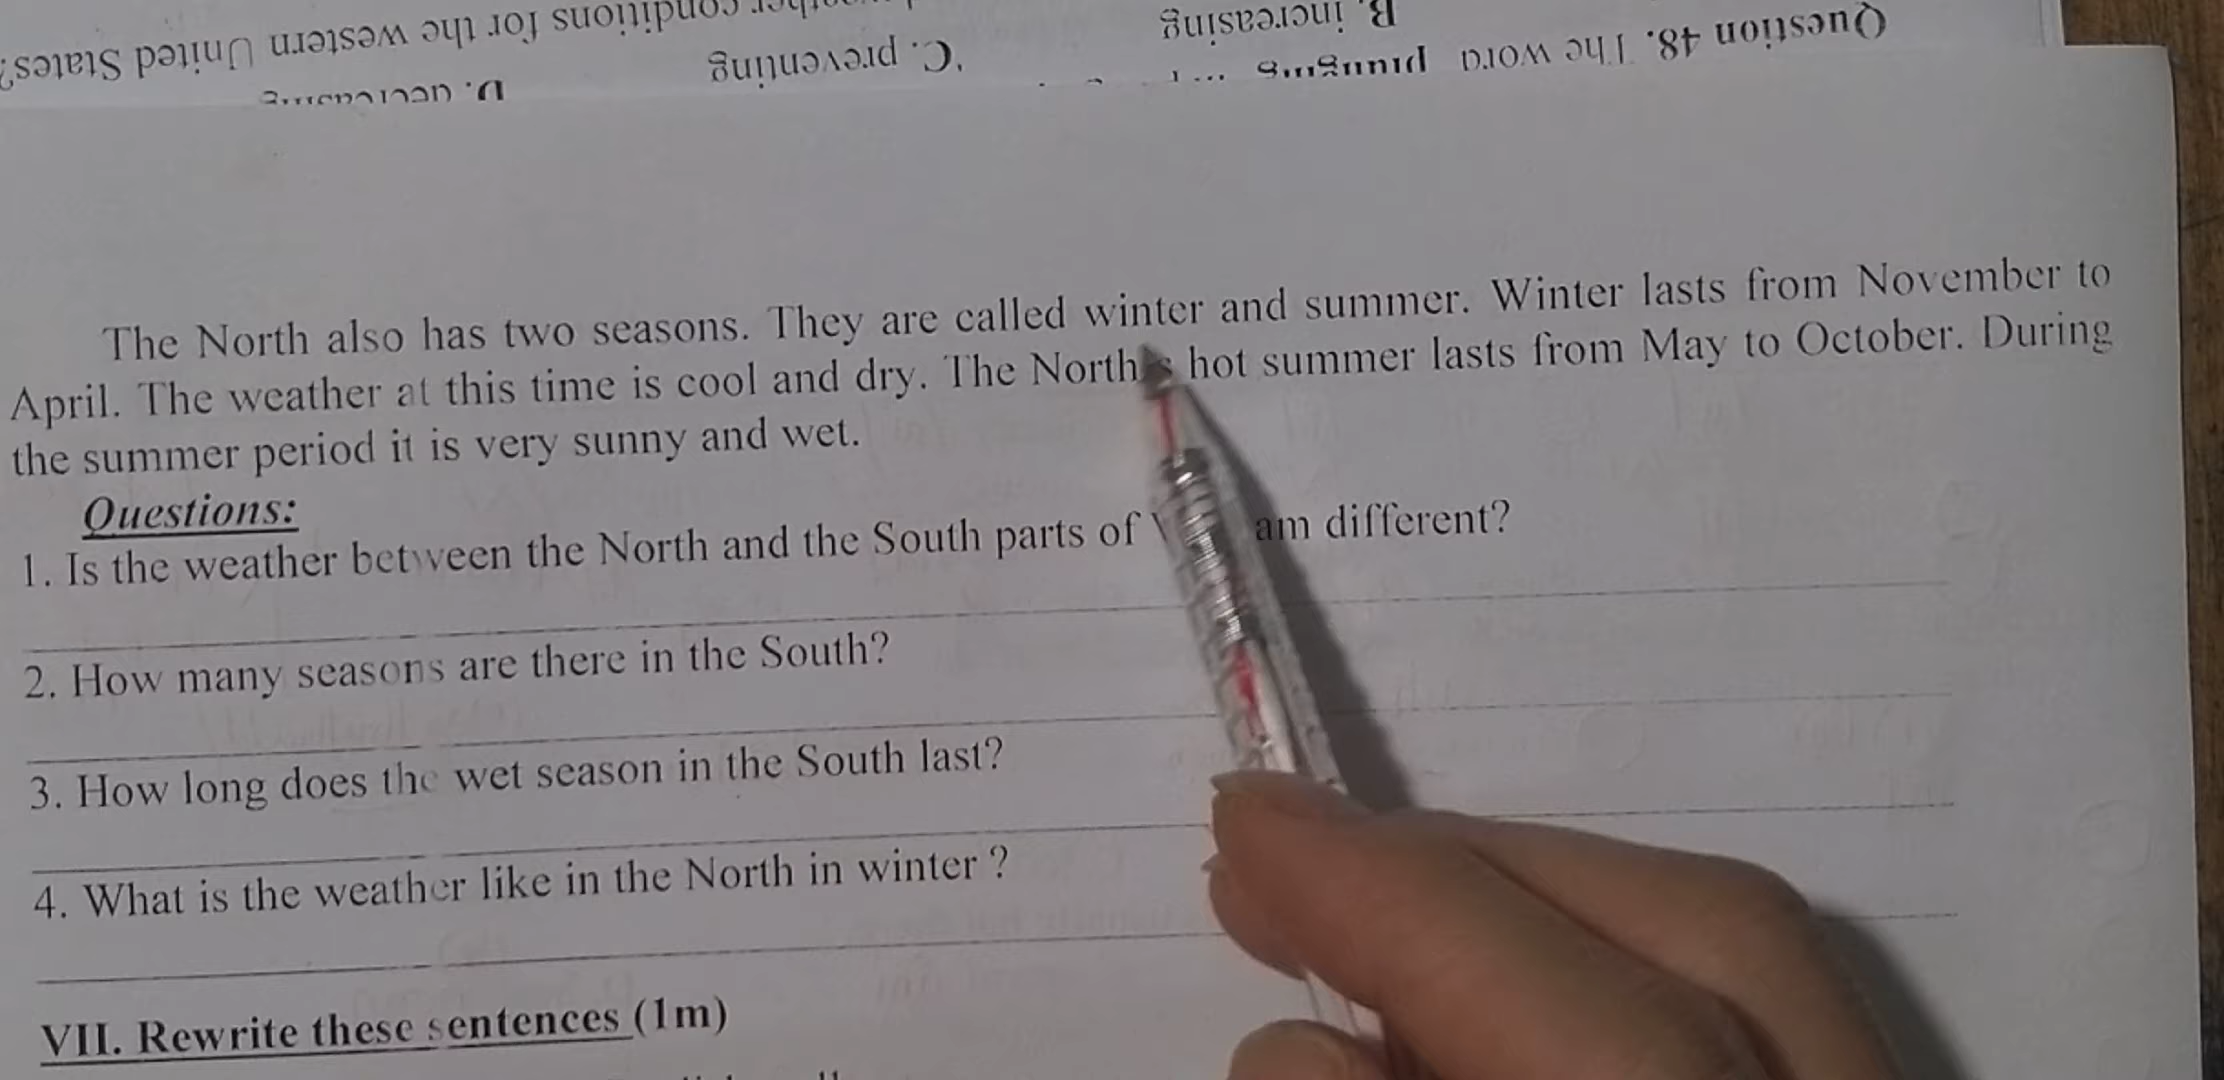 The North also has two seasons. They are called winter and summer. Winter lasts from November to
April. The weather at this time is cool and dry. The North's hot summer lasts from May to October. During
the summer period it is very sunny and wet.
Questions:
1. Is the weather between the North and the South parts of am different?
2. How many seasons are there in the South?
3. How long does the wet season in the South last?
4. What is the weather like in the North in winter ?
VII. Rewrite these sentences (1m)
Question 48. The word
B. increasing
C. preventing
D. decreasing
conditions for the western United States?